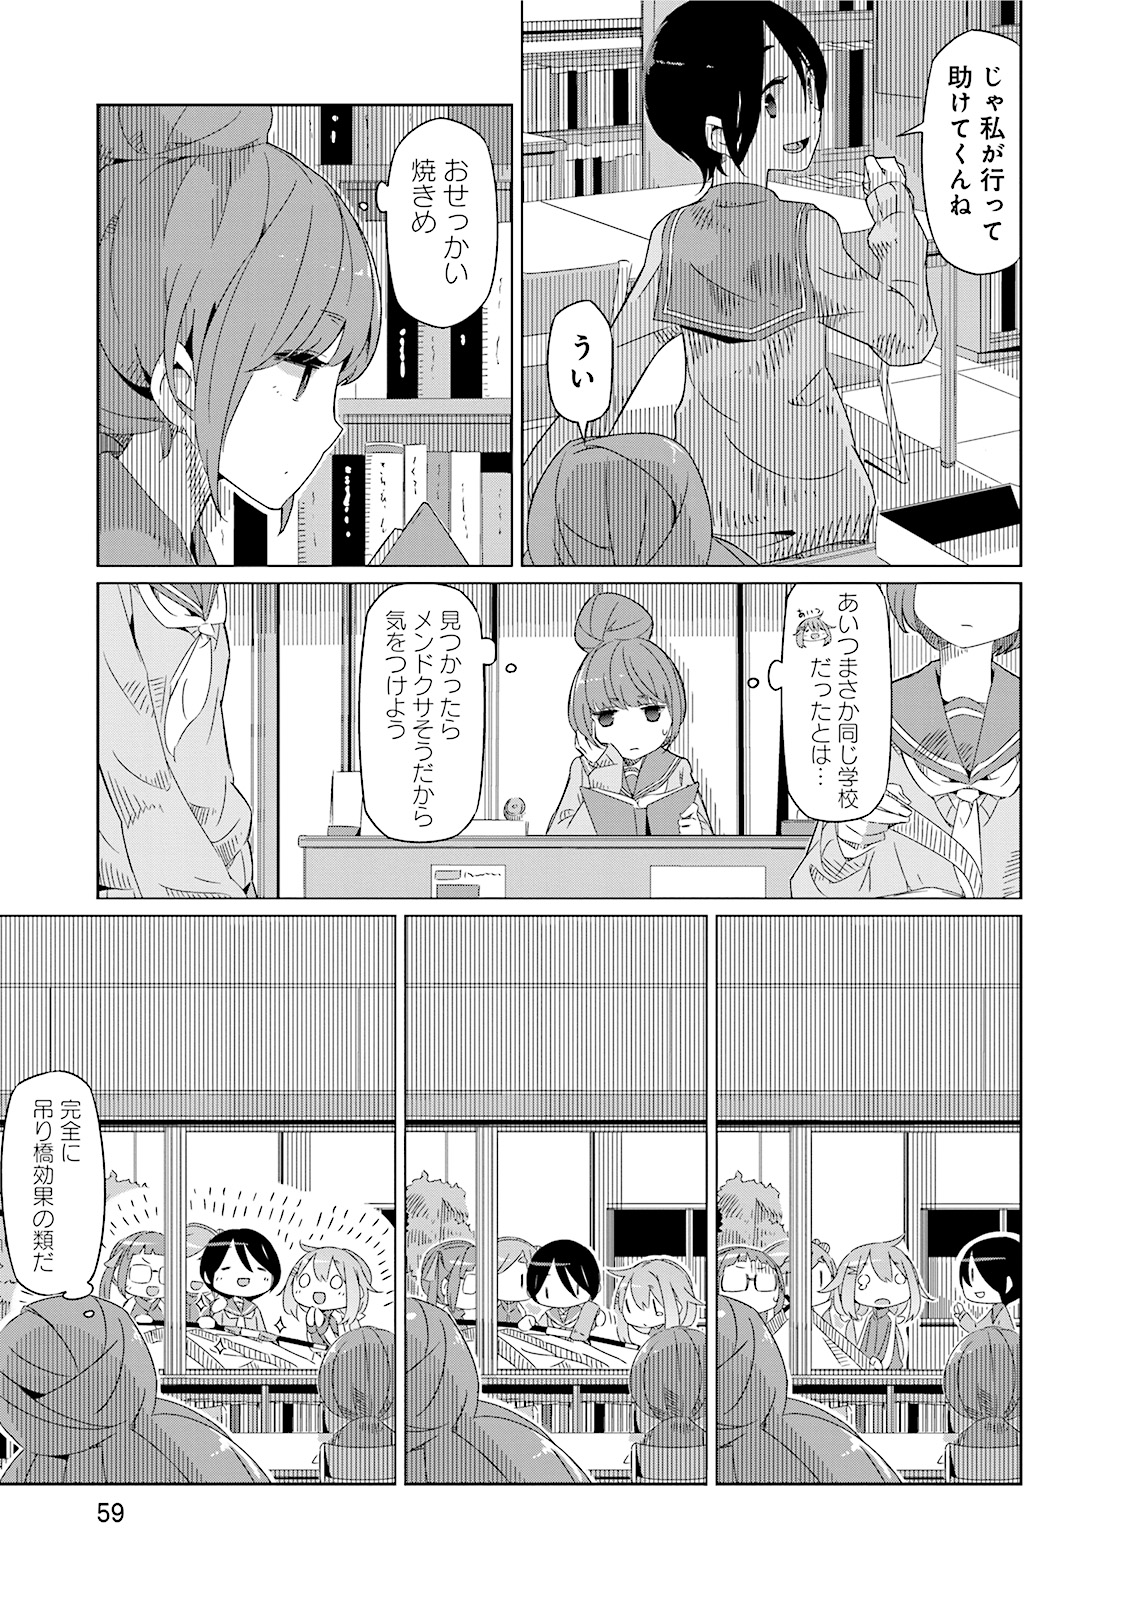 じゃ私が行って
助けてくんね
うい
おせっかい
焼きめ
あいつまさか同じ学校
だったとは…
あいつ
見つかったら
メンドクサそうだから
気をつけよう
完全に
吊り橋効果の類だ
59